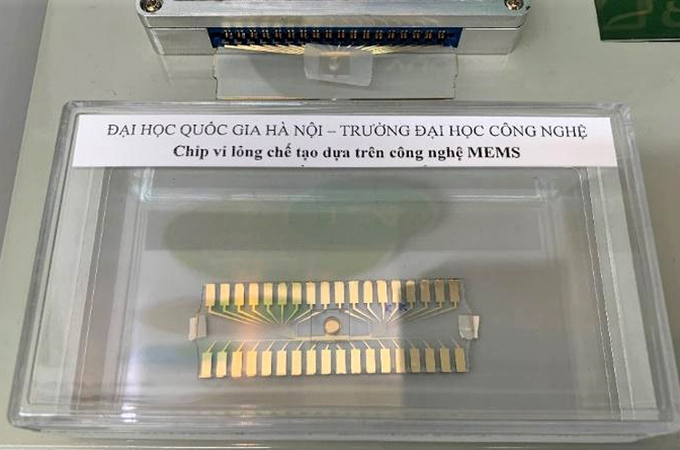 ĐẠI HỌC QUỐC GIA HÀ NỘI – TRƯỜNG ĐẠI HỌC CÔNG NGHỆ
Chip vi lỏng chế tạo dựa trên công nghệ MEMS